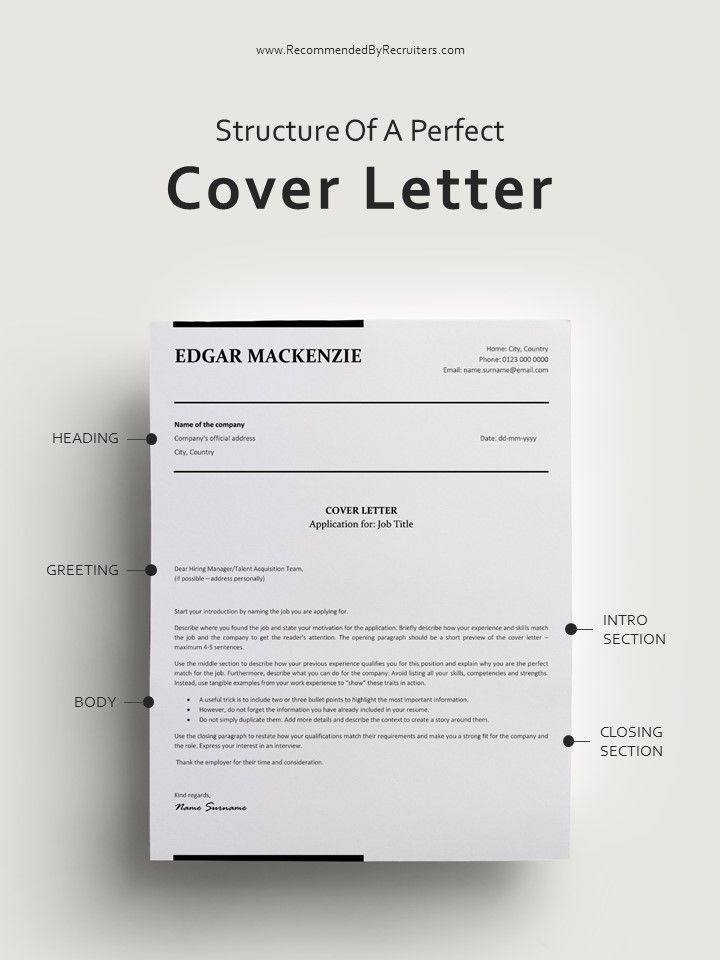 www.RecommendedByRecruiters.com
Structure Of A Perfect
Cover Letter
EDGAR MACKENZIE
Home: City, Country
Phone: 0123 000 0000
Email: name.surname@email.com
Name of the company
HEADING
Company's official address
Date: dd-mm-yyyy
City, Country
COVER LETTER
Application for: Job Title
GREETING
Dear Hiring Manager/Talent Acquisition Team,
(if possible – address personally)
Start your introduction by naming the job you are applying for.
INTRO
SECTION
Describe where you found the job and state your motivation for the application. Briefly describe how your experience and skills match
the job and the company to get the reader's attention. The opening paragraph should be a short preview of the cover letter –
maximum 4-5 sentences.
Use the middle section to describe how your previous experience qualifies you for this position and explain why you are the perfect
match for the job. Furthermore, describe what you can do for the company. Avoid listing all your skills, competencies and strengths.
Instead, use tangible examples from your work experience to "show" these traits in action.
BODY
• A useful trick is to include two or three bullet points to highlight the most important information.
• However, do not forget the information you have already included in your resume.
• Do not simply duplicate them. Add more details and describe the context to create a story around them.
CLOSING
SECTION
Use the closing paragraph to restate how your qualifications match their requirements and make you a strong fit for the company and
the role. Express your interest in an interview.
Thank the employer for their time and consideration.
Kind regards,
Name Surname